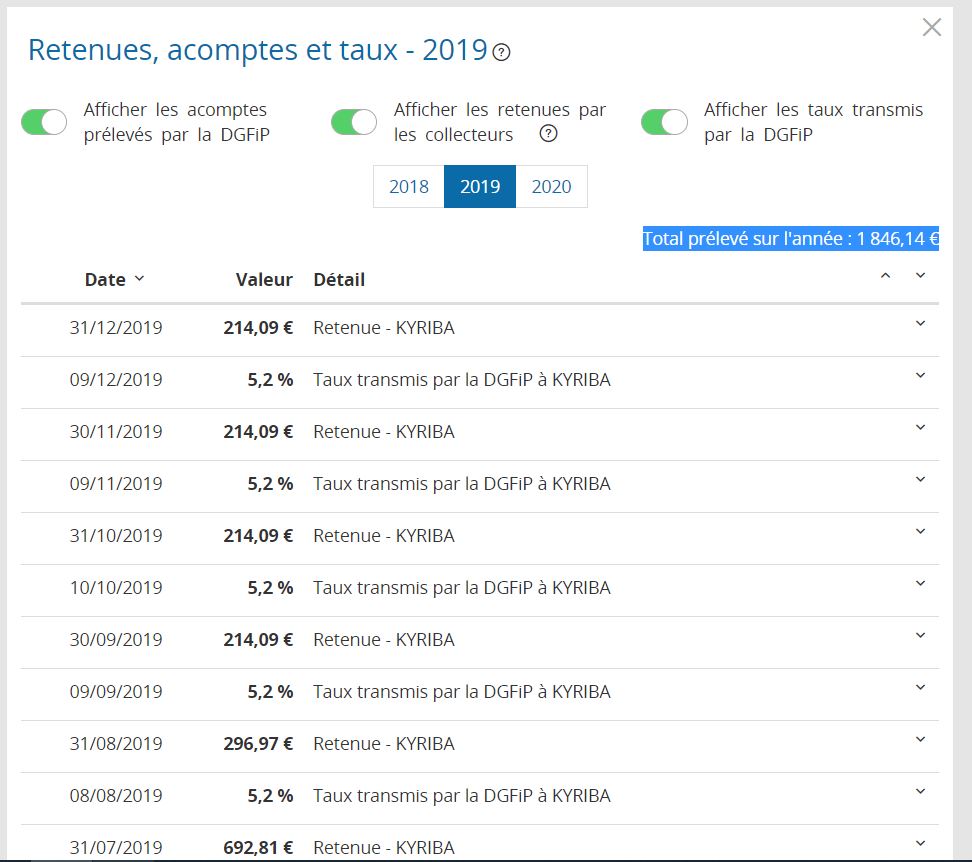 Retenues, acomptes et taux - 2019 ?
Afficher les acomptes prélevés par la DGFiP
Afficher les retenues par les collecteurs ?
Afficher les taux transmis par la DGFiP
2018 2019 2020
Total prélevé sur l'année : 1 846,14 €
Date Valeur Détail
31/12/2019 214,09 € Retenue - KYRIBA
09/12/2019 5,2 % Taux transmis par la DGFiP à KYRIBA
30/11/2019 214,09 € Retenue - KYRIBA
09/11/2019 5,2 % Taux transmis par la DGFiP à KYRIBA
31/10/2019 214,09 € Retenue - KYRIBA
10/10/2019 5,2 % Taux transmis par la DGFiP à KYRIBA
30/09/2019 214,09 € Retenue - KYRIBA
09/09/2019 5,2 % Taux transmis par la DGFiP à KYRIBA
31/08/2019 296,97 € Retenue - KYRIBA
08/08/2019 5,2 % Taux transmis par la DGFiP à KYRIBA
31/07/2019 692,81 € Retenue - KYRIBA